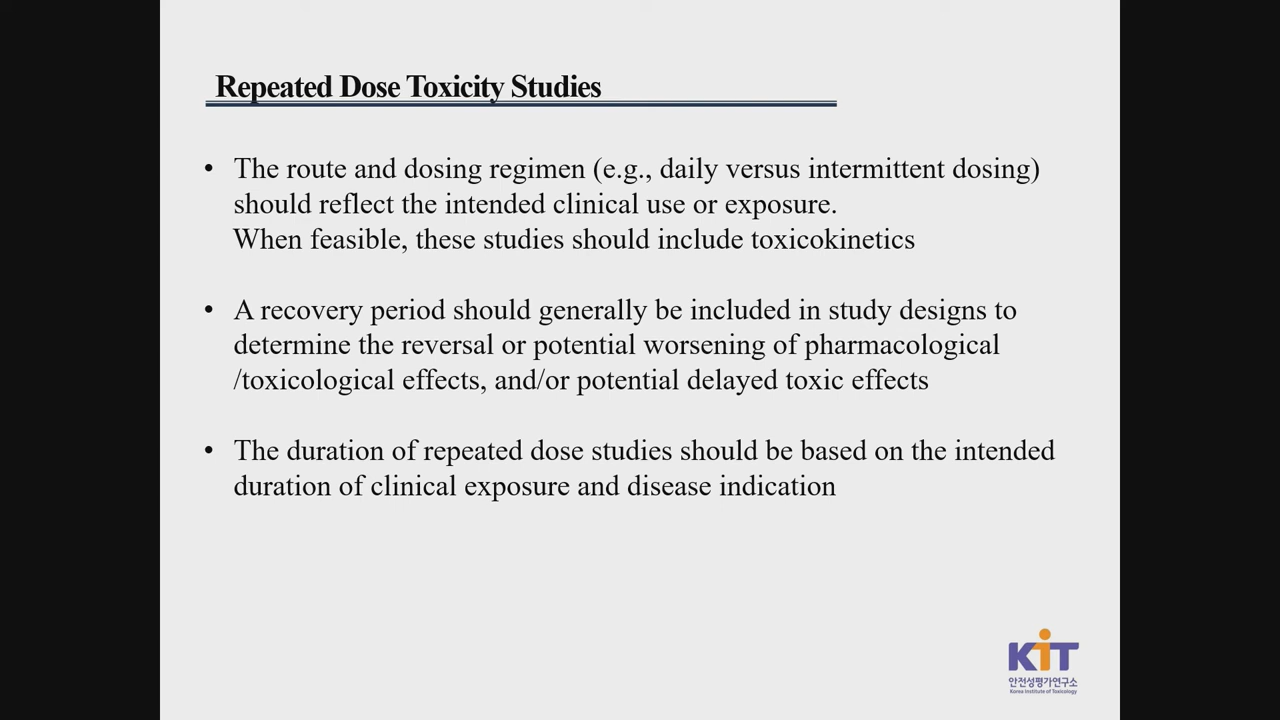 Repeated Dose Toxicity Studies
• The route and dosing regimen (e.g., daily versus intermittent dosing)
should reflect the intended clinical use or exposure.
When feasible, these studies should include toxicokinetics
• A recovery period should generally be included in study designs to
determine the reversal or potential worsening of pharmacological
/toxicological effects, and/or potential delayed toxic effects
• The duration of repeated dose studies should be based on the intended
duration of clinical exposure and disease indication
KiT
안전성평가연구소
Korea Institute of Toxicology